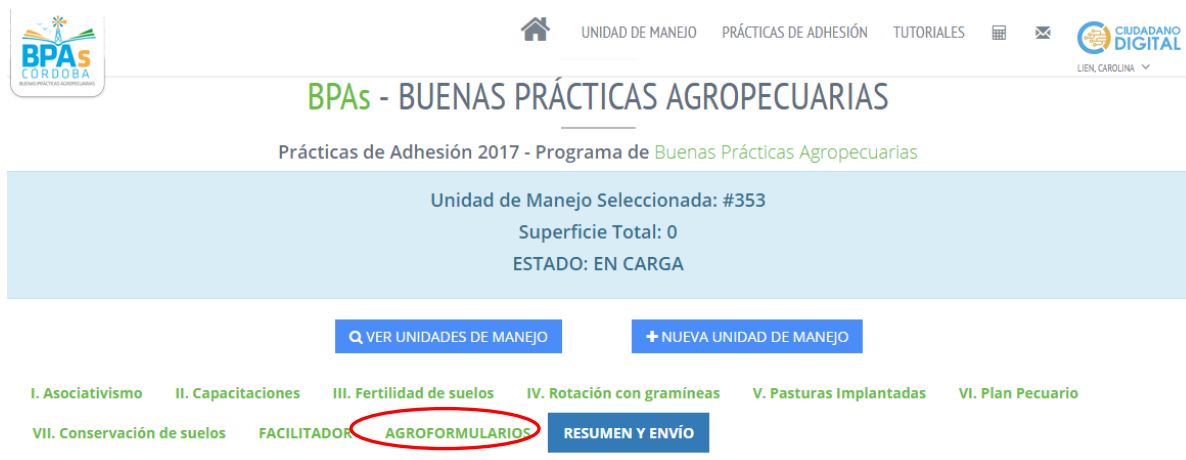 BPAs
CÓRDOBA
BUENAS PRÁCTICAS AGROPECUARIAS
UNIDAD DE MANEJO PRÁCTICAS DE ADHESIÓN TUTORIALES
CIUDADANO
DIGITAL
LIEN, CAROLINA
BPAs - BUENAS PRÁCTICAS AGROPECUARIAS
Prácticas de Adhesión 2017 - Programa de Buenas Prácticas Agropecuarias
Unidad de Manejo Seleccionada: #353
Superficie Total: 0
ESTADO: EN CARGA
VER UNIDADES DE MANEJO
+ NUEVA UNIDAD DE MANEJO
I. Asociativismo II. Capacitaciones III. Fertilidad de suelos IV. Rotación con gramíneas V. Pasturas Implantadas VI. Plan Pecuario
VII. Conservación de suelos FACILITADOR AGROFORMULARIOS RESUMEN Y ENVÍO